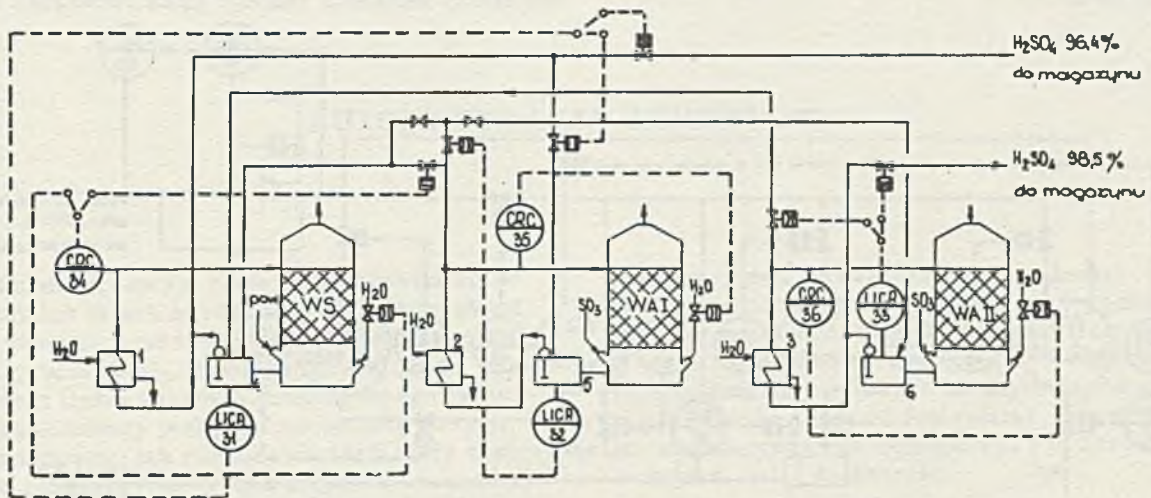 H₂SO₄ 96,4%
do magazynu
H₂SO₄ 98,5%
do magazynu
CRC
35
CRC
34
pow.
WS
H₂O
H₂O
SO₃
WA I
H₂O
CRC
36
LICA
33
SO₃
WA II
H₂O
H₂O
1
4
2
5
H₂O
3
6
LICA
31
LICA
32